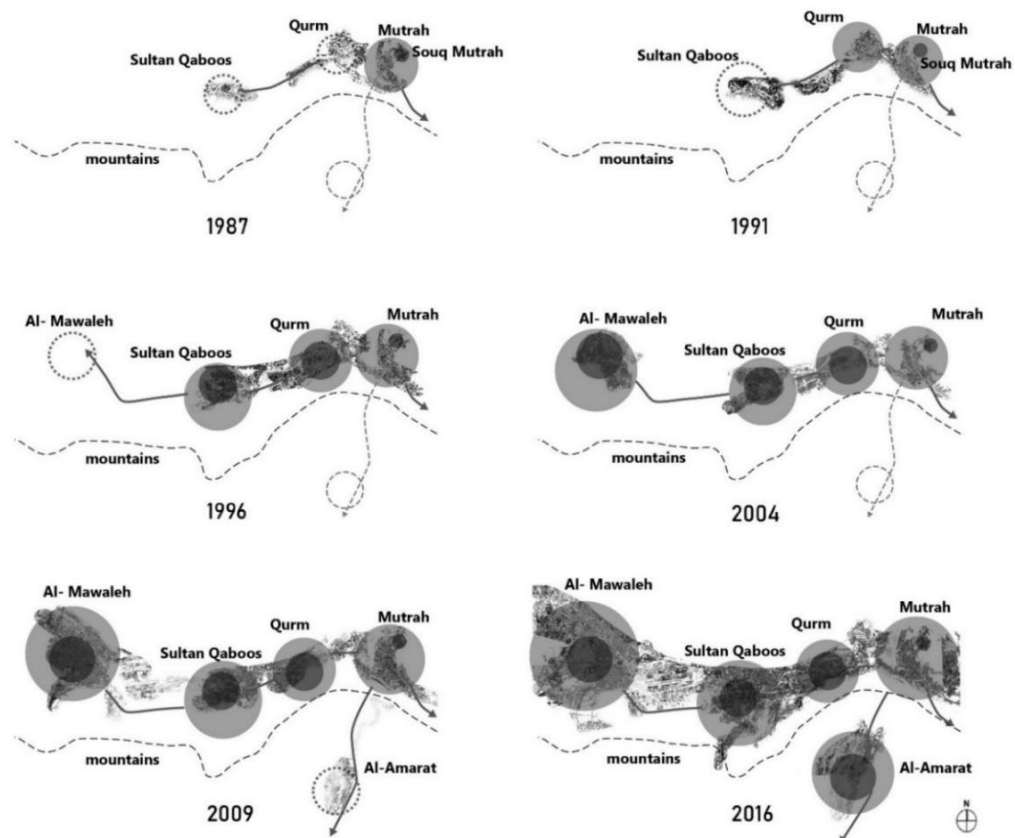 Qurm
Mutrah
Sultan Qaboos
Souq Mutrah
mountains
1987
Qurm
Mutrah
Sultan Qaboos
Souq Mutrah
mountains
1991
Al- Mawaleh
Qurm
Mutrah
Sultan Qaboos
mountains
1996
Al- Mawaleh
Qurm
Mutrah
Sultan Qaboos
mountains
2004
Al- Mawaleh
Qurm
Mutrah
Sultan Qaboos
mountains
Al-Amarat
2009
Al- Mawaleh
Qurm
Mutrah
Sultan Qaboos
mountains
Al-Amarat
2016
N